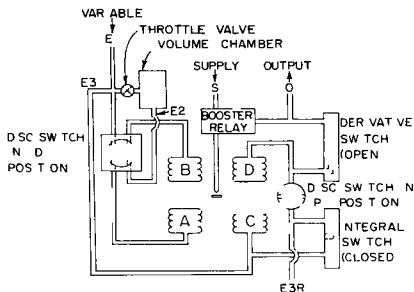 VAR ABLE
E
THROTTLE VALVE
VOLUME CHAMBER
E3
E2
SUPPLY
OUTPUT
S
O
BOOSTER
RELAY
DER VAT VE
SW TCH
(OPEN
D SC SW TCH
N D
POS T ON
B
D
D SC SW TCH N
P POS T ON
A
C
NTEGRAL
SW TCH
(CLOSED
E3R